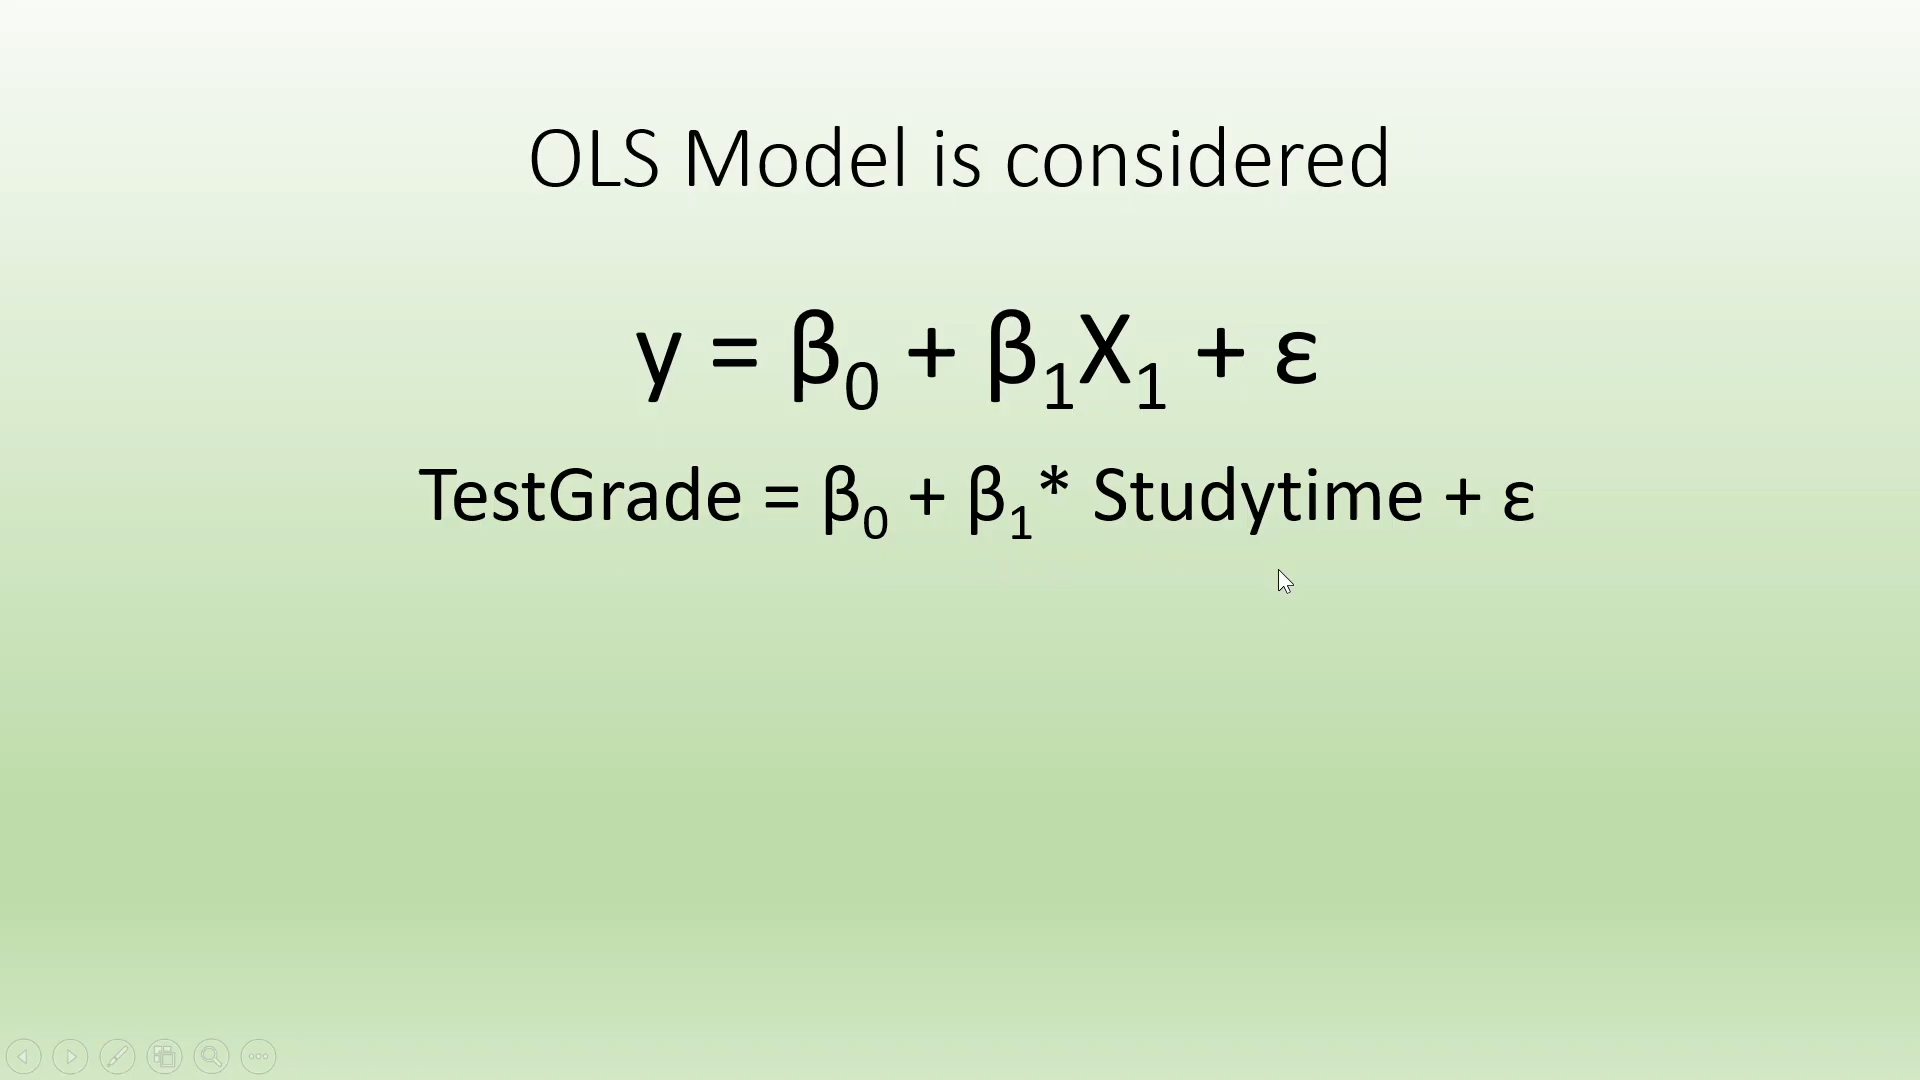 OLS Model is considered
y = β₀ + β₁X₁ + ε
TestGrade = β₀ + β₁* Studytime + ε